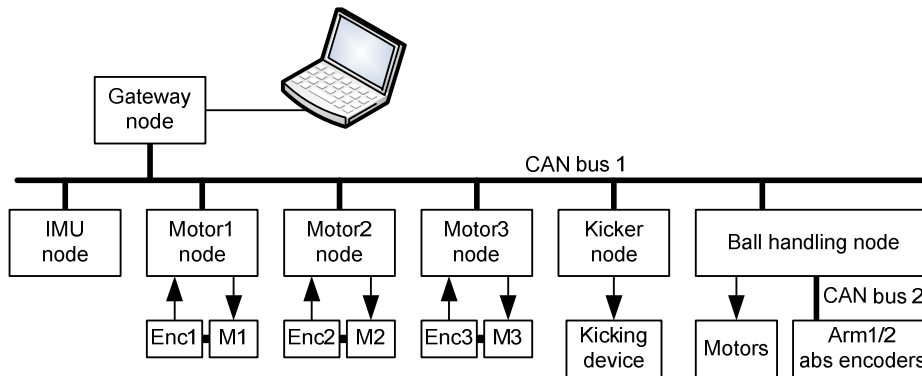 Gateway
node
CAN bus 1
IMU
node
Motor1
node
Motor2
node
Motor3
node
Kicker
node
Ball handling node
CAN bus 2
Enc1
M1
Enc2
M2
Enc3
M3
Kicking
device
Motors
Arm1/2
abs encoders